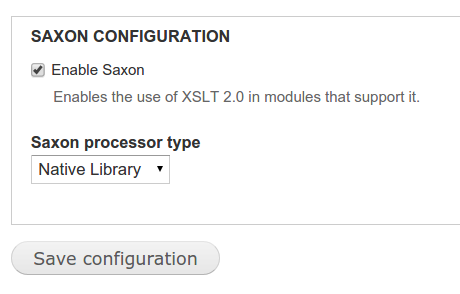 SAXON CONFIGURATION
Enable Saxon
Enables the use of XSLT 2.0 in modules that support it.
Saxon processor type
Native Library
Save configuration